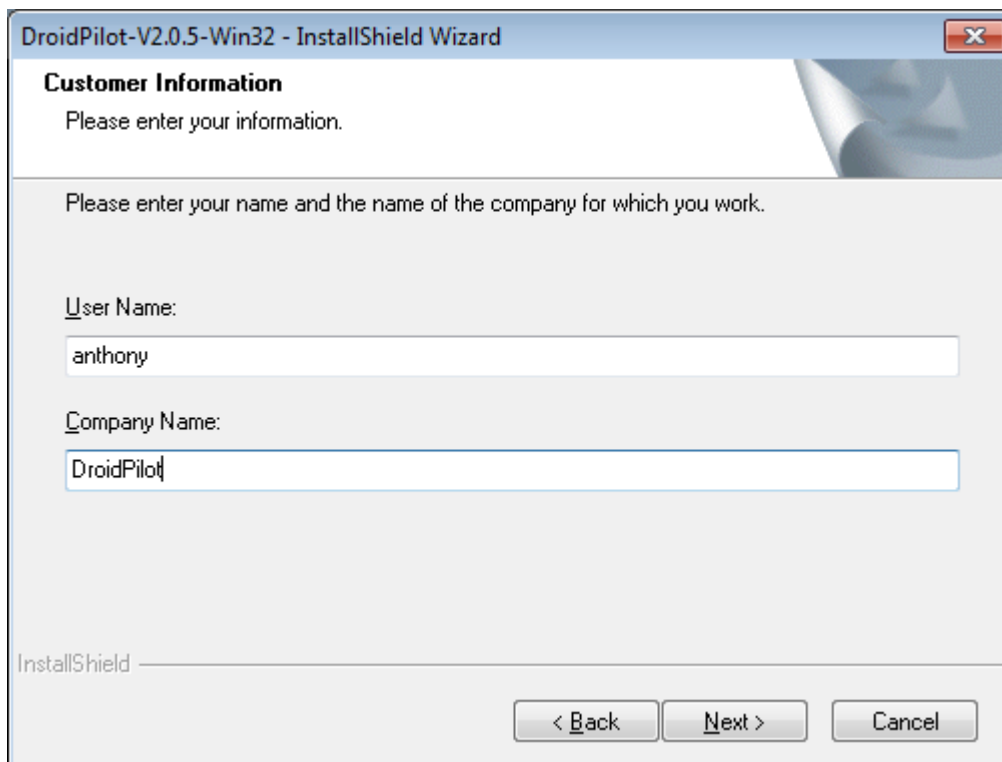 DroidPilot-V2.0.5-Win32 - InstallShield Wizard
Customer Information
Please enter your information.
Please enter your name and the name of the company for which you work.
User Name:
anthony
Company Name:
DroidPilot
InstallShield
< Back Next > Cancel